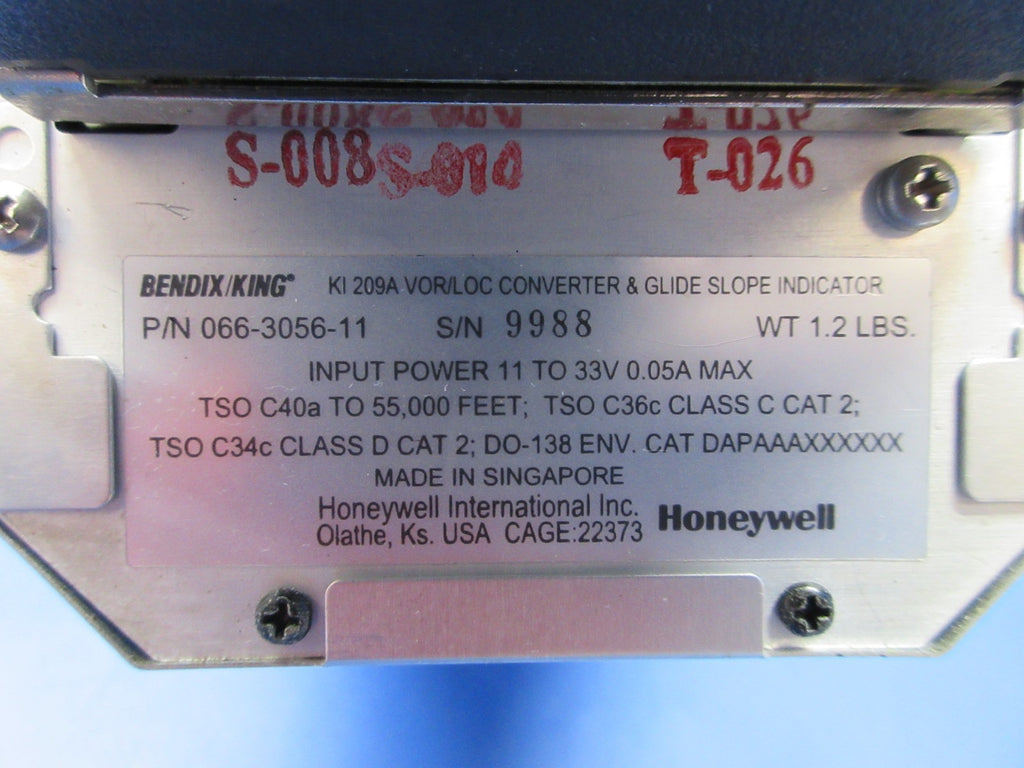 S-008 S-010 T-026
BENDIX/KING® KI 209A VOR/LOC CONVERTER & GLIDE SLOPE INDICATOR
P/N 066-3056-11 S/N 9988 WT 1.2 LBS.
INPUT POWER 11 TO 33V 0.05A MAX
TSO C40a TO 55,000 FEET; TSO C36c CLASS C CAT 2;
TSO C34c CLASS D CAT 2; DO-138 ENV. CAT DAPAAAXXXXXX
MADE IN SINGAPORE
Honeywell International Inc.
Olathe, Ks. USA CAGE:22373
Honeywell